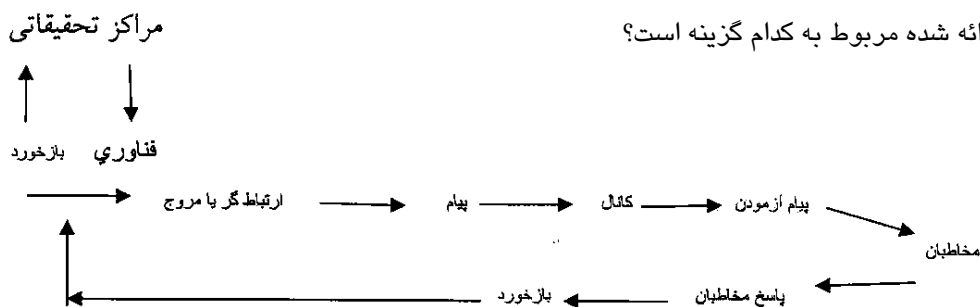 ائه شده مربوط به کدام گزینه است؟
مراکز تحقیقاتی
بازخورد فناوري
ارتباط گر یا مروج پیام کانال پیام آزمودن
مخاطبان
پاسخ مخاطبان بازخورد